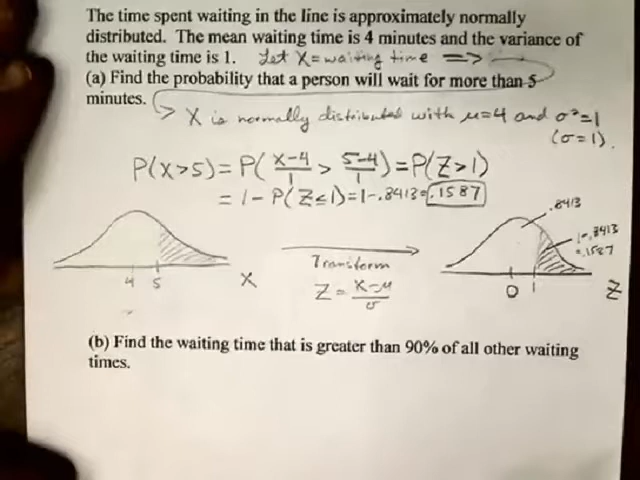 The time spent waiting in the line is approximately normally
distributed. The mean waiting time is 4 minutes and the variance of
the waiting time is 1. Let X = waiting time =>
(a) Find the probability that a person will wait for more than 5
minutes.
X is normally distributed with μ=4 and σ²=1
(σ=1).
P(X>5) = P( X-4/1 > 5-4/1 ) = P(Z>1)
= 1 - P(Z≤1) = 1-.8413 = .1587
.8413
1-.8413
=.1587
Transform
Z = X-μ/σ
4 5 X
0 1 Z
(b) Find the waiting time that is greater than 90% of all other waiting
times.